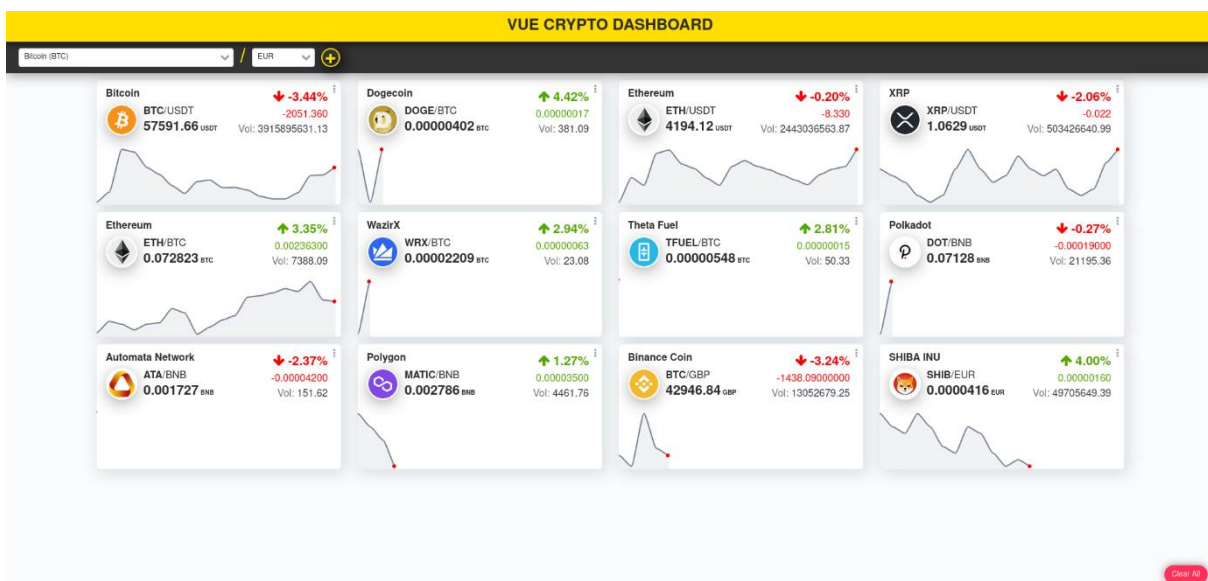 VUE CRYPTO DASHBOARD
Bitcoin (BTC) / EUR
Bitcoin
-3.44%
BTC/USDT
-2051.360
57591.66 USDT
Vol: 3915895631.13
Dogecoin
4.42%
DOGE/BTC
0.00000017
0.00000402 BTC
Vol: 381.09
Ethereum
-0.20%
ETH/USDT
-8.330
4194.12 USDT
Vol: 2443036563.87
XRP
-2.06%
XRP/USDT
-0.022
1.0629 USDT
Vol: 503426640.99
Ethereum
3.35%
ETH/BTC
0.00236300
0.072823 BTC
Vol: 7388.09
WazirX
2.94%
WRX/BTC
0.00000063
0.00002209 BTC
Vol: 23.08
Theta Fuel
2.81%
TFUEL/BTC
0.00000015
0.00000548 BTC
Vol: 50.33
Polkadot
-0.27%
DOT/BNB
-0.00019000
0.07128 BNB
Vol: 21195.36
Automata Network
-2.37%
ATA/BNB
-0.00004200
0.001727 BNB
Vol: 151.62
Polygon
1.27%
MATIC/BNB
0.00003500
0.002786 BNB
Vol: 4461.76
Binance Coin
-3.24%
BTC/GBP
-1438.09000000
42946.84 GBP
Vol: 13052679.25
SHIBA INU
4.00%
SHIB/EUR
0.00000160
0.0000416 EUR
Vol: 49705649.39
Clear All